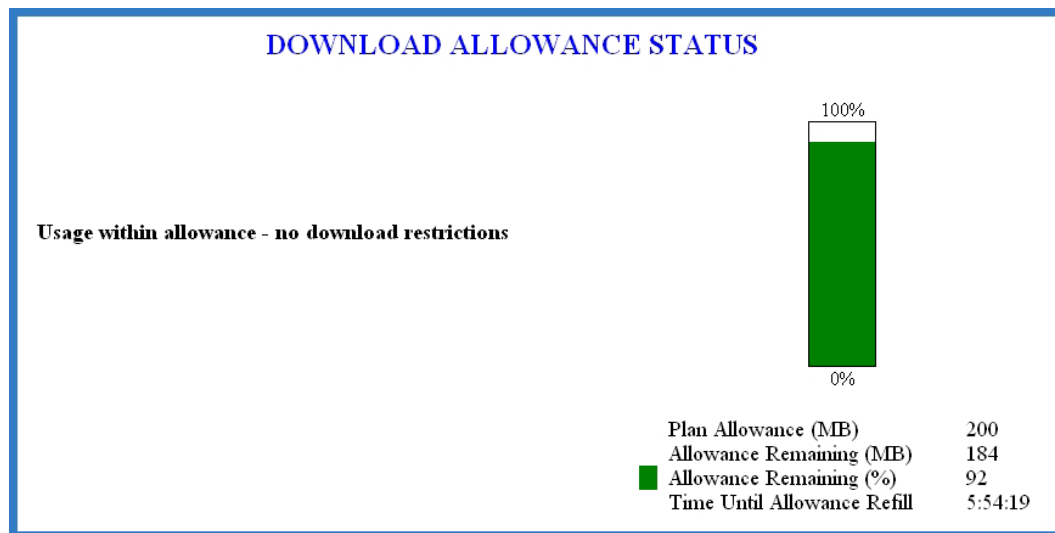 DOWNLOAD ALLOWANCE STATUS
100%
Usage within allowance - no download restrictions
0%
Plan Allowance (MB) 200
Allowance Remaining (MB) 184
Allowance Remaining (%) 92
Time Until Allowance Refill 5:54:19